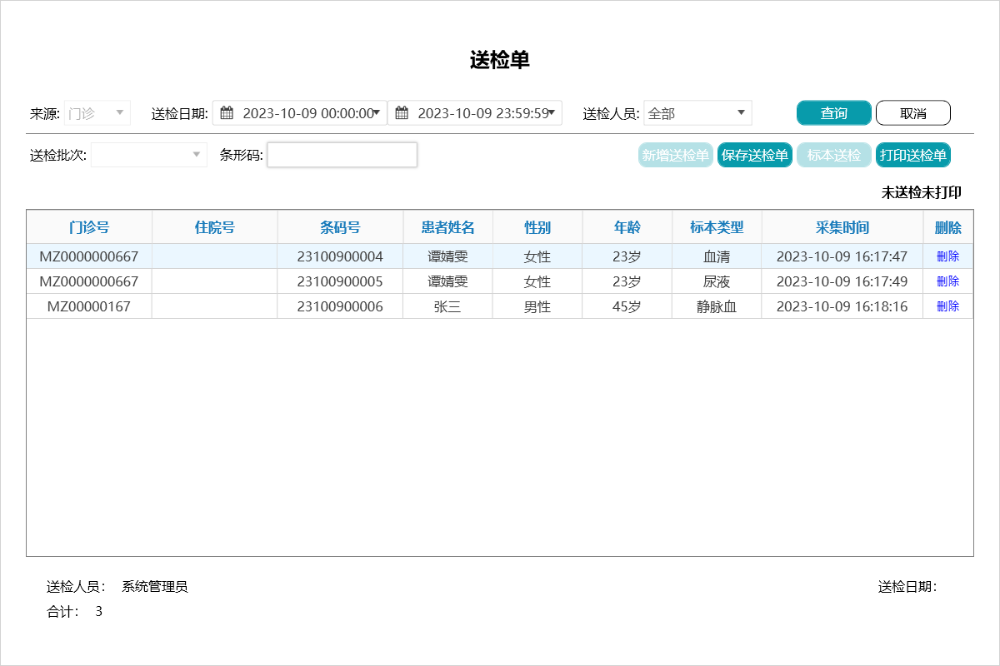 送检单
来源: 门诊 送检日期: 2023-10-09 00:00:00 2023-10-09 23:59:59 送检人员: 全部 查询 取消
送检批次: 条形码: 新增送检单 保存送检单 标本送检 打印送检单
未送检未打印
门诊号 住院号 条码号 患者姓名 性别 年龄 标本类型 采集时间 删除
MZ0000000667 23100900004 谭婧雯 女性 23岁 血清 2023-10-09 16:17:47 删除
MZ0000000667 23100900005 谭婧雯 女性 23岁 尿液 2023-10-09 16:17:49 删除
MZ00000167 23100900006 张三 男性 45岁 静脉血 2023-10-09 16:18:16 删除
送检人员: 系统管理员 送检日期:
合计: 3